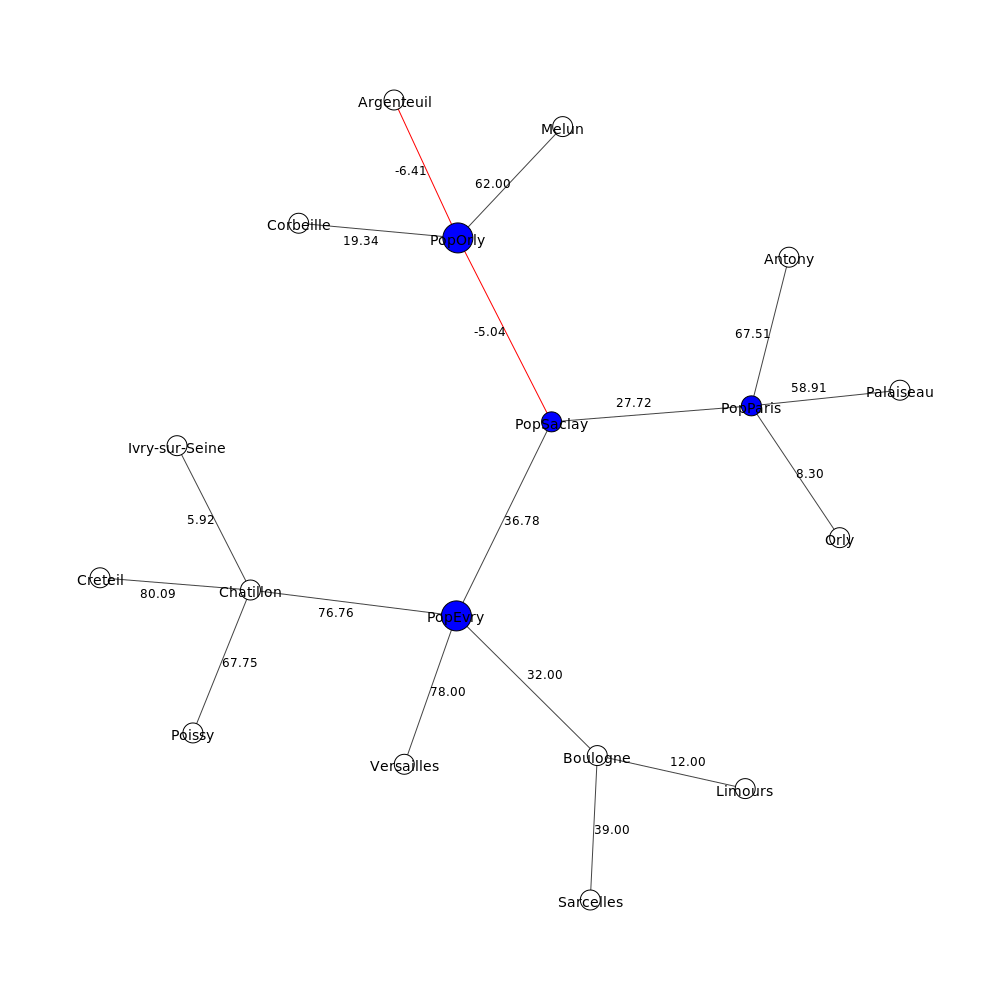 Argenteuil
Melun
-6.41
62.00
Corbeille
PopOrly
19.34
Antony
-5.04
67.51
Palaiseau
58.91
27.72
PopParis
PopSaclay
Ivry-sur-Seine
8.30
5.92
36.78
Orly
Creteil
80.09
Chatillon
76.76
PopEvry
67.75
32.00
78.00
Poissy
Versailles
Boulogne
12.00
Limours
39.00
Sarcelles